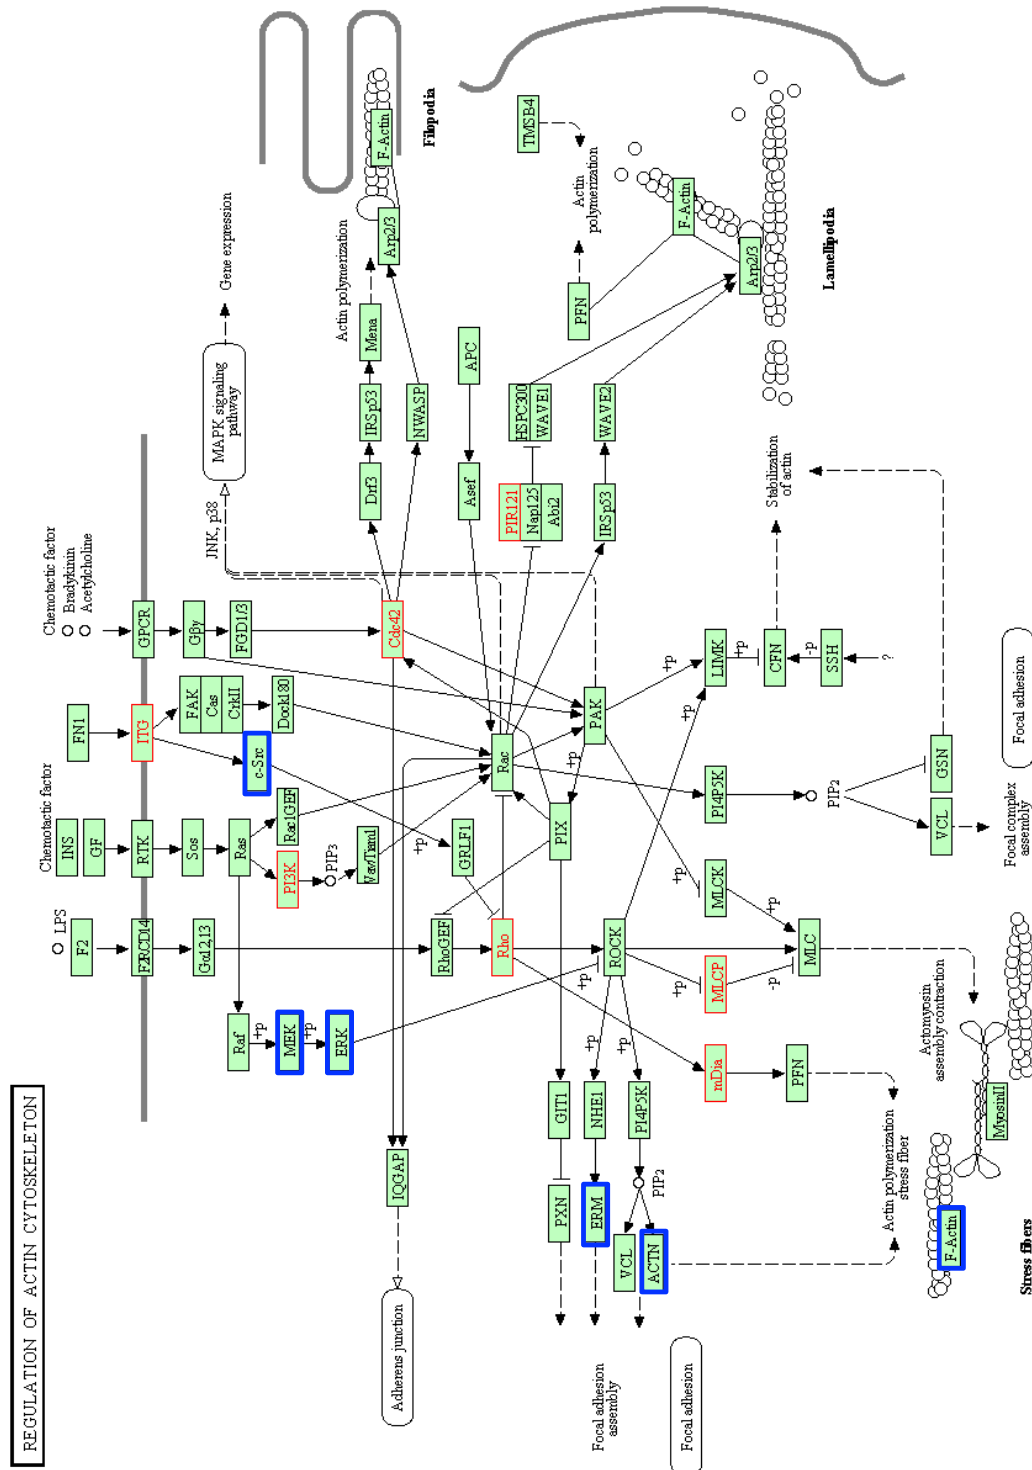 REGULATION OF ACTIN CYTOSKELETON
LPS
F2
F2R
CD14
Gα12,13
Chemotactic factor
INS
GF
RTK
Sos
Ras
Raf
+p
MEK
+p
ERK
PI3K
PIP3
Rac1GEF
Vav/Tiam1
FN1
ITG
FAK
Cas
CrkII
Dock180
c-Src
+p
GRLF1
Chemotactic factor
Bradykinin
Acetylcholine
GPCR
Gβγ
FGD1/3
Cdc42
JNK, p38
MAPK signaling
pathway
Gene expression
Drf3
IRSp53
Mena
Actin polymerization
NWASP
Arp2/3
F-Actin
Filopodia
APC
Asef
Rac
PIR121
Nap125
Abi2
HSPC300
WAVE1
IRSp53
WAVE2
TMSB4
PFN
Actin
polymerization
F-Actin
Arp2/3
Lamellipodia
IQGAP
Adherens junction
RhoGEF
Rho
PIX
+p
PAK
+p
LIMK
+p
CFN
-p
SSH
?
Stabilization
of actin
PI4P5K
PIP2
VCL
GSN
Focal complex
assembly
Focal adhesion
ROCK
+p
+p
+p
MLCK
+p
MLC
+p
MLCP
-p
mDia
PFN
GIT1
PXN
+p
NHE1
ERM
+p
PI4P5K
PIP2
VCL
ACTN
Focal adhesion
assembly
Focal adhesion
Actin polymerization
stress fiber
Actomyosin
assembly contraction
MyosinII
F-Actin
Stress fibers